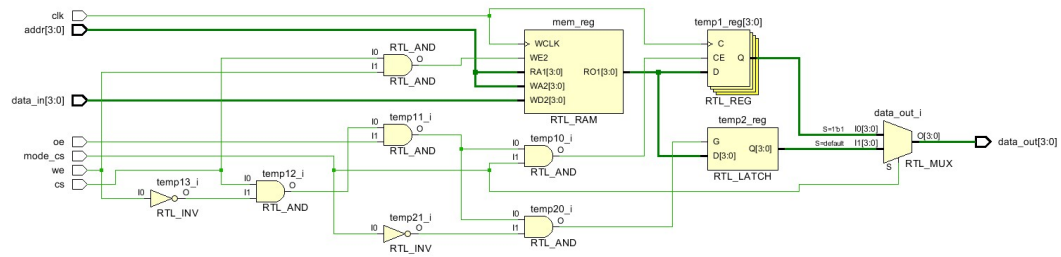 clk
addr[3:0]
data_in[3:0]
oe
mode_cs
we
cs
I0
temp13_i
O
RTL_INV
I0
I1
temp12_i
O
RTL_AND
I0
I1
RTL_AND
O
RTL_AND
I0
I1
temp11_i
O
RTL_AND
I0
temp21_i
O
RTL_INV
I0
I1
temp10_i
O
RTL_AND
I0
I1
temp20_i
O
RTL_AND
mem_reg
WCLK
WE2
RA1[3:0]
WA2[3:0]
WD2[3:0]
RO1[3:0]
RTL_RAM
temp1_reg[3:0]
C
CE
D
Q
RTL_REG
temp2_reg
G
D[3:0]
Q[3:0]
RTL_LATCH
data_out_i
S=1'b1
I0[3:0]
S=default
I1[3:0]
S
O[3:0]
RTL_MUX
data_out[3:0]